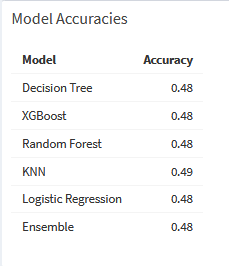 Model Accuracies
Model Accuracy
Decision Tree 0.48
XGBoost 0.48
Random Forest 0.48
KNN 0.49
Logistic Regression 0.48
Ensemble 0.48